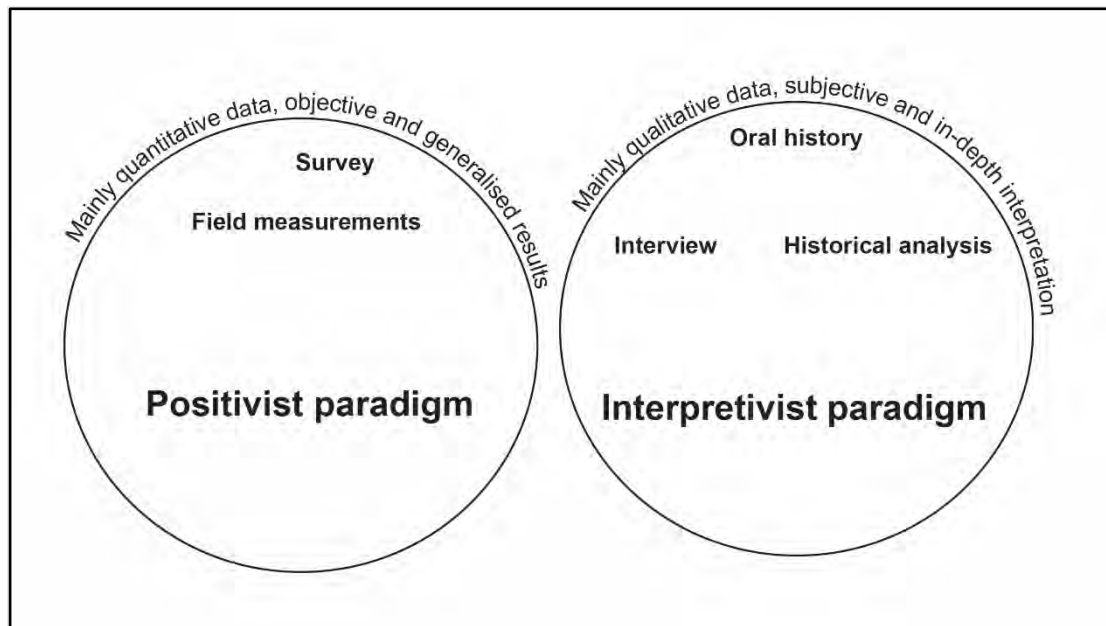 Mainly quantitative data, objective and generalised results
Survey
Field measurements
Positivist paradigm
Mainly qualitative data, subjective and in-depth interpretation
Oral history
Interview
Historical analysis
Interpretivist paradigm